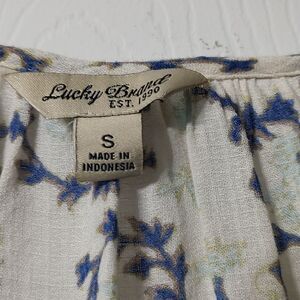 Lucky Brand
EST. 1990
S
MADE IN
INDONESIA